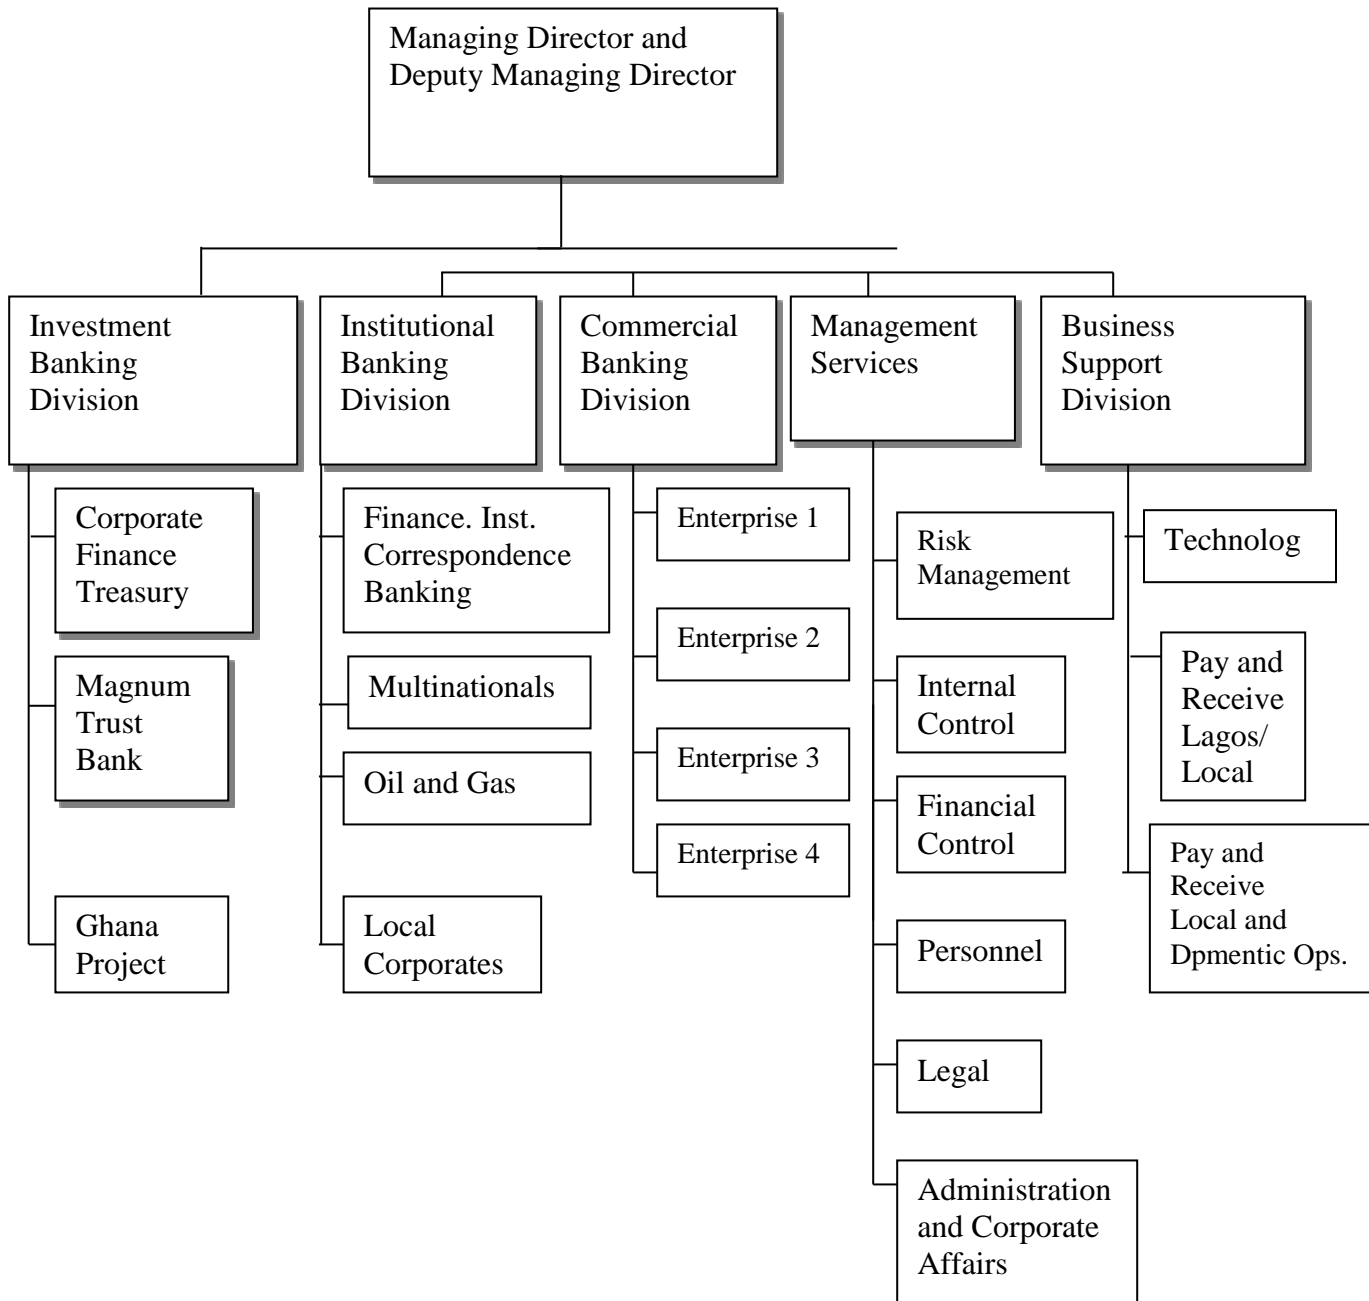 Managing Director and
Deputy Managing Director
Investment
Banking
Division
Institutional
Banking
Division
Commercial
Banking
Division
Management
Services
Business
Support
Division
Corporate
Finance
Treasury
Magnum
Trust
Bank
Ghana
Project
Finance. Inst.
Correspondence
Banking
Multinationals
Oil and Gas
Local
Corporates
Enterprise 1
Enterprise 2
Enterprise 3
Enterprise 4
Risk
Management
Internal
Control
Financial
Control
Personnel
Legal
Administration
and Corporate
Affairs
Technolog
Pay and
Receive
Lagos/
Local
Pay and
Receive
Local and
Dpmentic Ops.